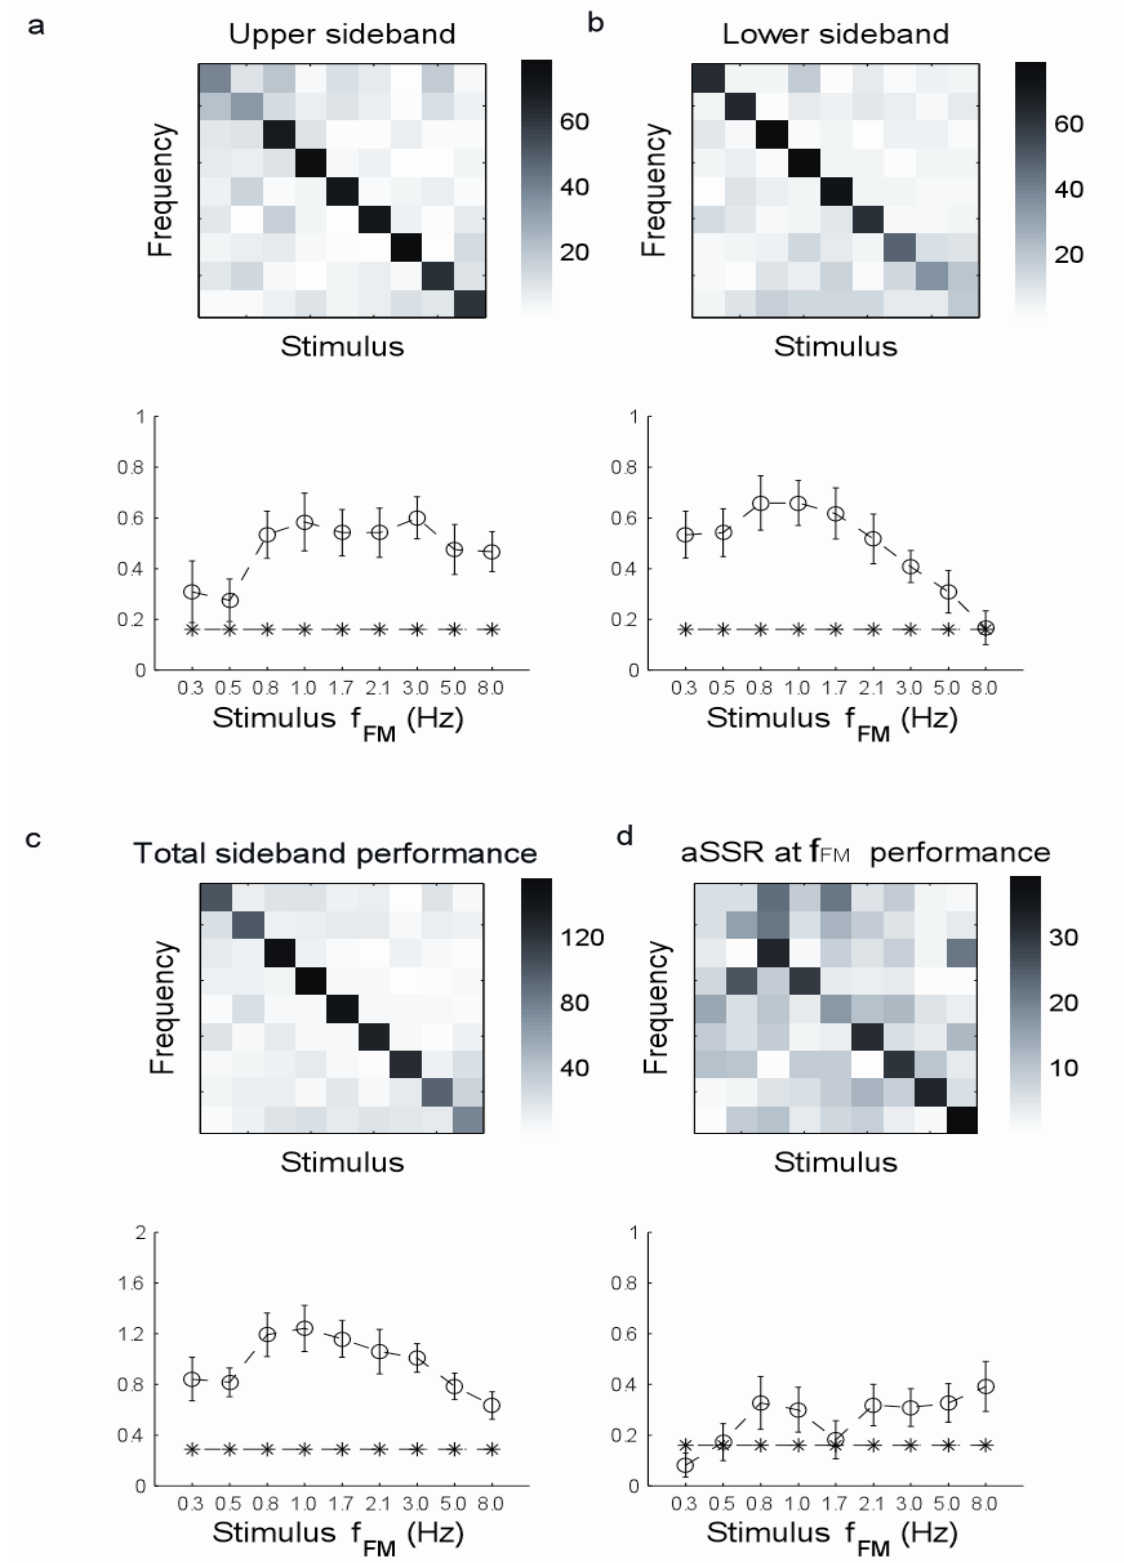 a
Upper sideband
Frequency
60
40
20
Stimulus
1
0.8
0.6
0.4
0.2
0
0.3 0.5 0.8 1.0 1.7 2.1 3.0 5.0 8.0
Stimulus f FM (Hz)
b
Lower sideband
Frequency
60
40
20
Stimulus
1
0.8
0.6
0.4
0.2
0
0.3 0.5 0.8 1.0 1.7 2.1 3.0 5.0 8.0
Stimulus f FM (Hz)
c
Total sideband performance
Frequency
120
80
40
Stimulus
2
1.6
1.2
0.8
0.4
0
0.3 0.5 0.8 1.0 1.7 2.1 3.0 5.0 8.0
Stimulus f FM (Hz)
d
aSSR at fFM performance
Frequency
30
20
10
Stimulus
1
0.8
0.6
0.4
0.2
0
0.3 0.5 0.8 1.0 1.7 2.1 3.0 5.0 8.0
Stimulus f FM (Hz)